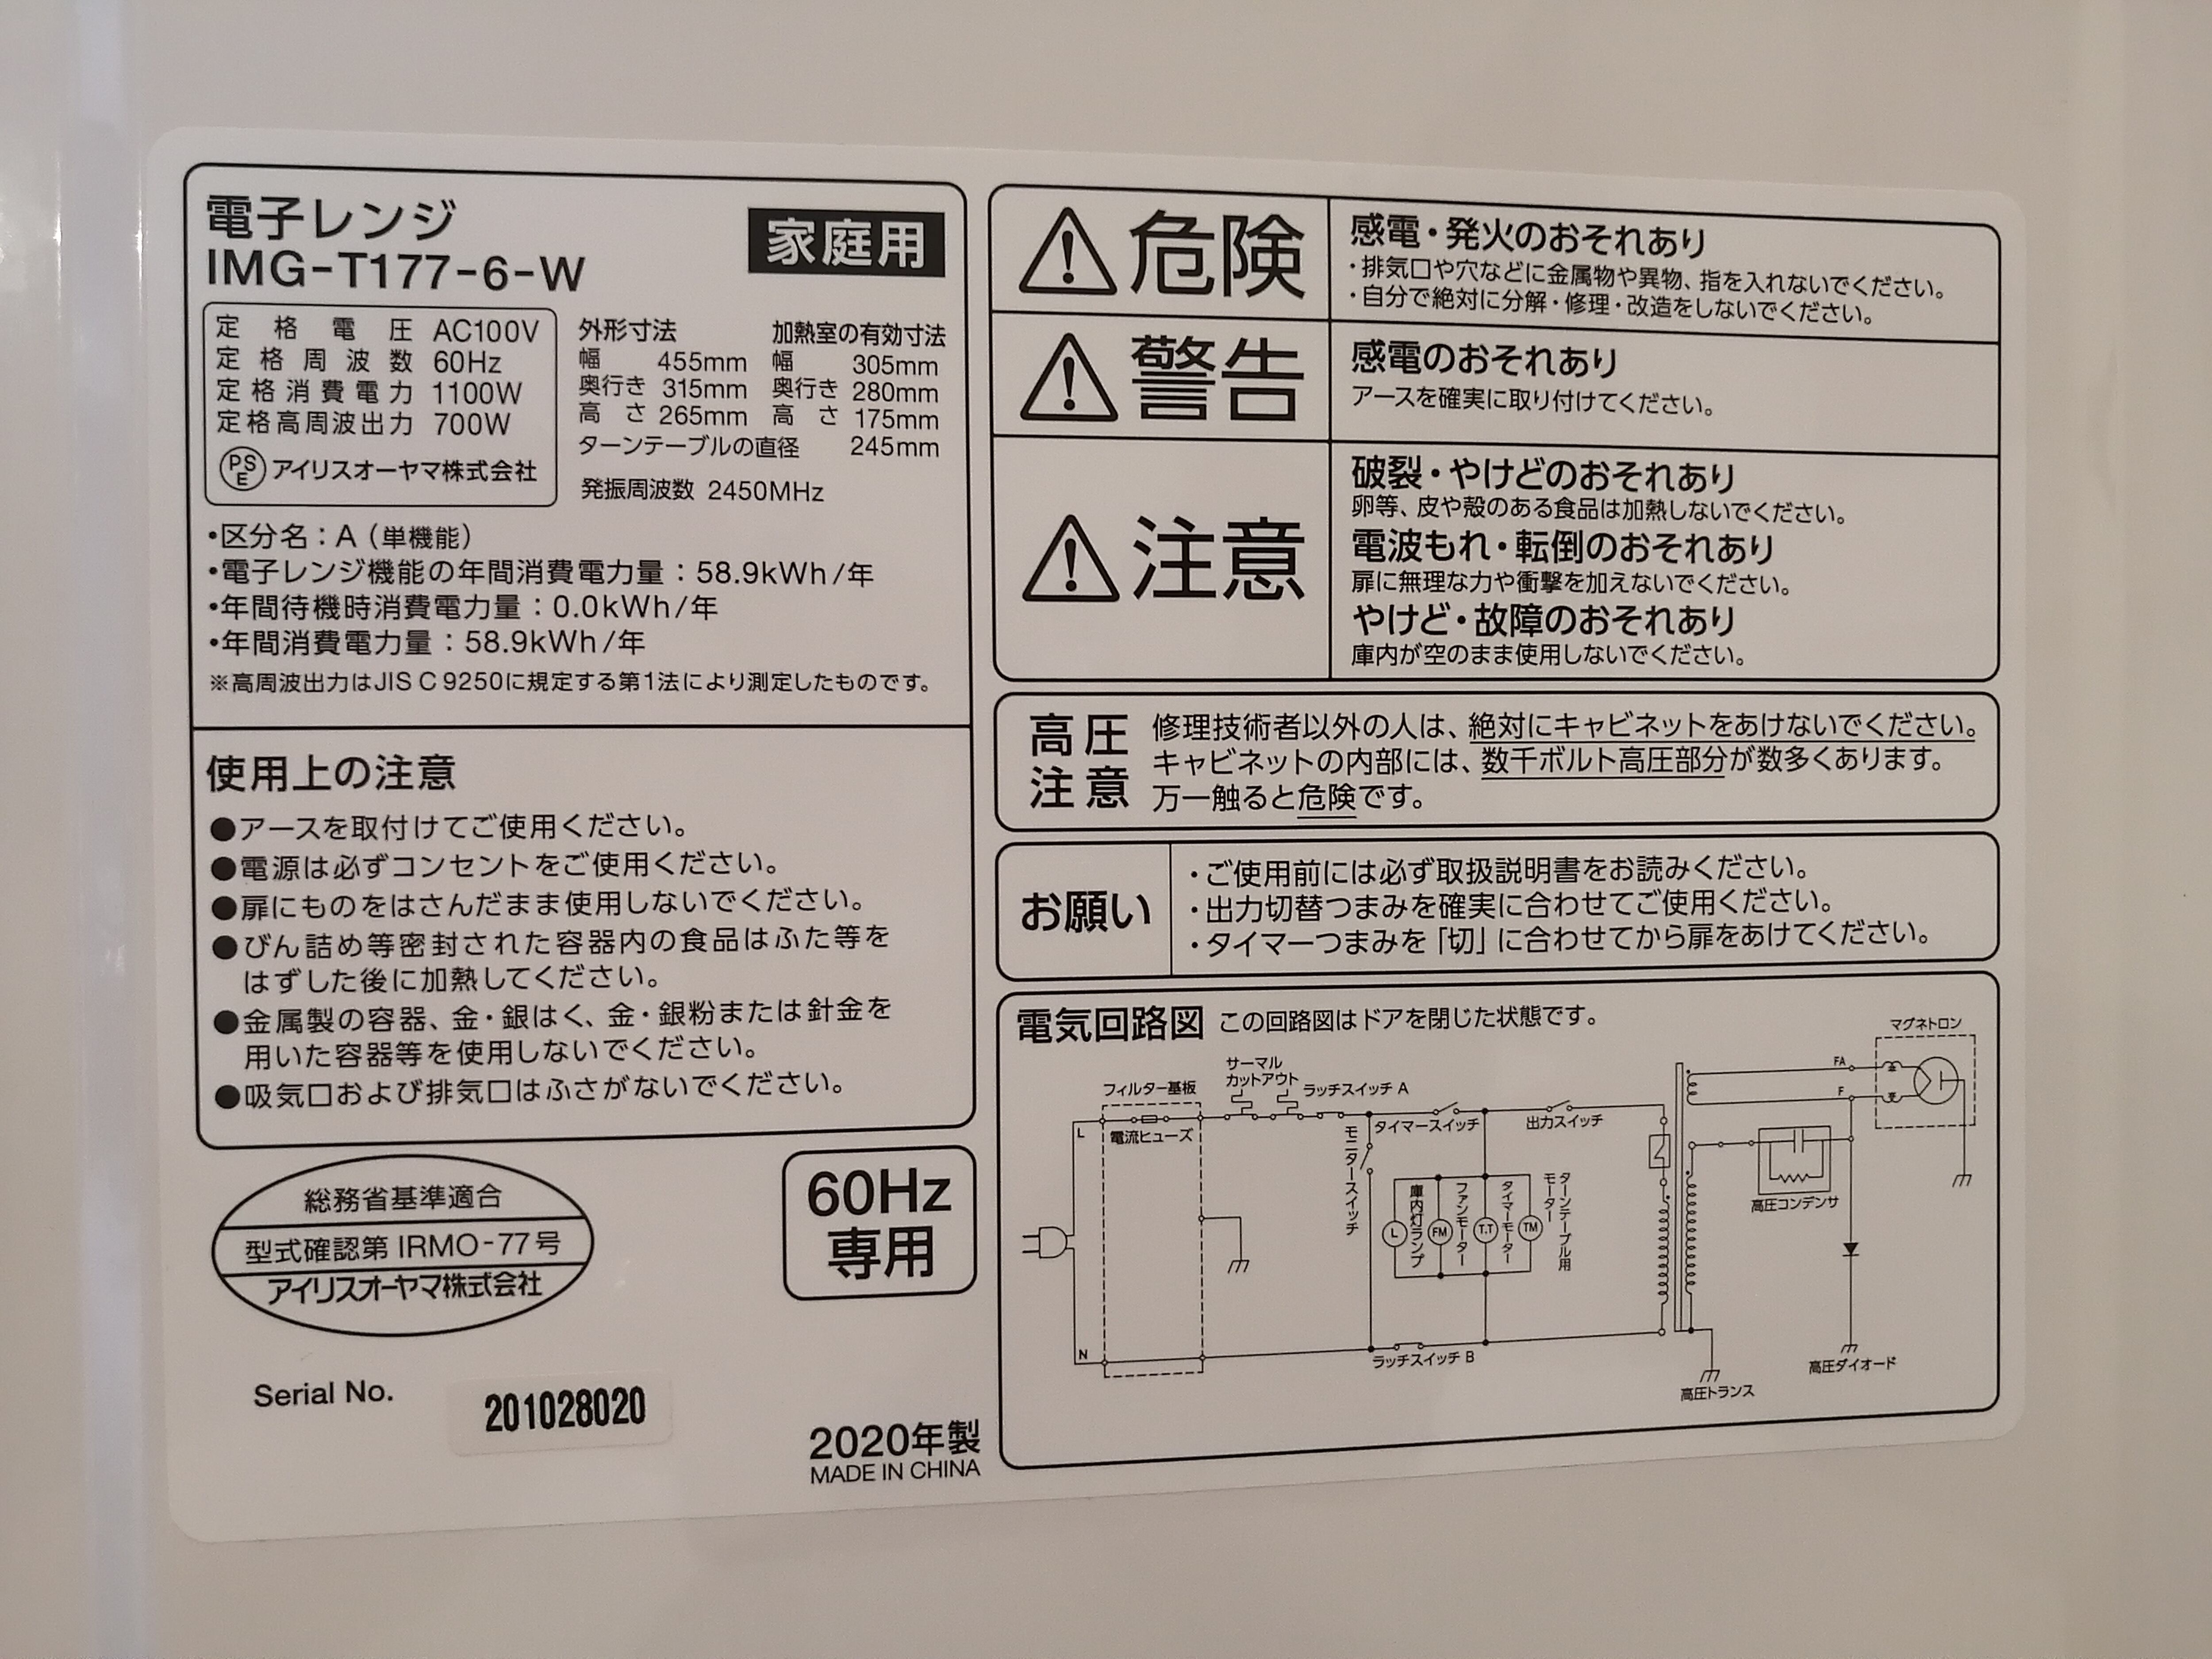 電子レンジ
IMG-T177-6-W
家庭用
定格電圧 AC100V
定格周波数 60Hz
定格消費電力 1100W
定格高周波出力 700W
PSE アイリスオーヤマ株式会社
外形寸法
幅 455mm
奥行き 315mm
高さ 265mm
加熱室の有効寸法
幅 305mm
奥行き 280mm
高さ 175mm
ターンテーブルの直径 245mm
発振周波数 2450MHz
・区分名：A（単機能）
・電子レンジ機能の年間消費電力量：58.9kWh/年
・年間待機時消費電力量：0.0kWh/年
・年間消費電力量：58.9kWh/年
※高周波出力はJIS C 9250に規定する第1法により測定したものです。
使用上の注意
●アースを取付けてご使用ください。
●電源は必ずコンセントをご使用ください。
●扉にものをはさんだまま使用しないでください。
●びん詰め等密封された容器内の食品はふた等を
はずした後に加熱してください。
●金属製の容器、金・銀はく、金・銀粉または針金を
用いた容器等を使用しないでください。
●吸気口および排気口はふさがないでください。
総務省基準適合
型式確認第 IRMO-77号
アイリスオーヤマ株式会社
60Hz
専用
Serial No.
201028020
2020年製
MADE IN CHINA
危険
感電・発火のおそれあり
・排気口や穴などに金属物や異物、指を入れないでください。
・自分で絶対に分解・修理・改造をしないでください。
警告
感電のおそれあり
アースを確実に取り付けてください。
注意
破裂・やけどのおそれあり
卵等、皮や殻のある食品は加熱しないでください。
電波もれ・転倒のおそれあり
扉に無理な力や衝撃を加えないでください。
やけど・故障のおそれあり
庫内が空のまま使用しないでください。
高圧
注意
修理技術者以外の人は、絶対にキャビネットをあけないでください。
キャビネットの内部には、数千ボルト高圧部分が数多くあります。
万一触ると危険です。
お願い
・ご使用前には必ず取扱説明書をお読みください。
・出力切替つまみを確実に合わせてご使用ください。
・タイマーつまみを「切」に合わせてから扉をあけてください。
電気回路図 この回路図はドアを閉じた状態です。
マグネトロン
FA
F
フィルター基板
サーマル
カットアウト
ラッチスイッチ A
L
電流ヒューズ
モニタースイッチ
タイマースイッチ
出力スイッチ
庫内灯ランプ
ファンモーター
タイマーモーター
ターンテーブル用
モーター
L
FM
T.T
TM
高圧コンデンサ
N
ラッチスイッチ B
高圧トランス
高圧ダイオード